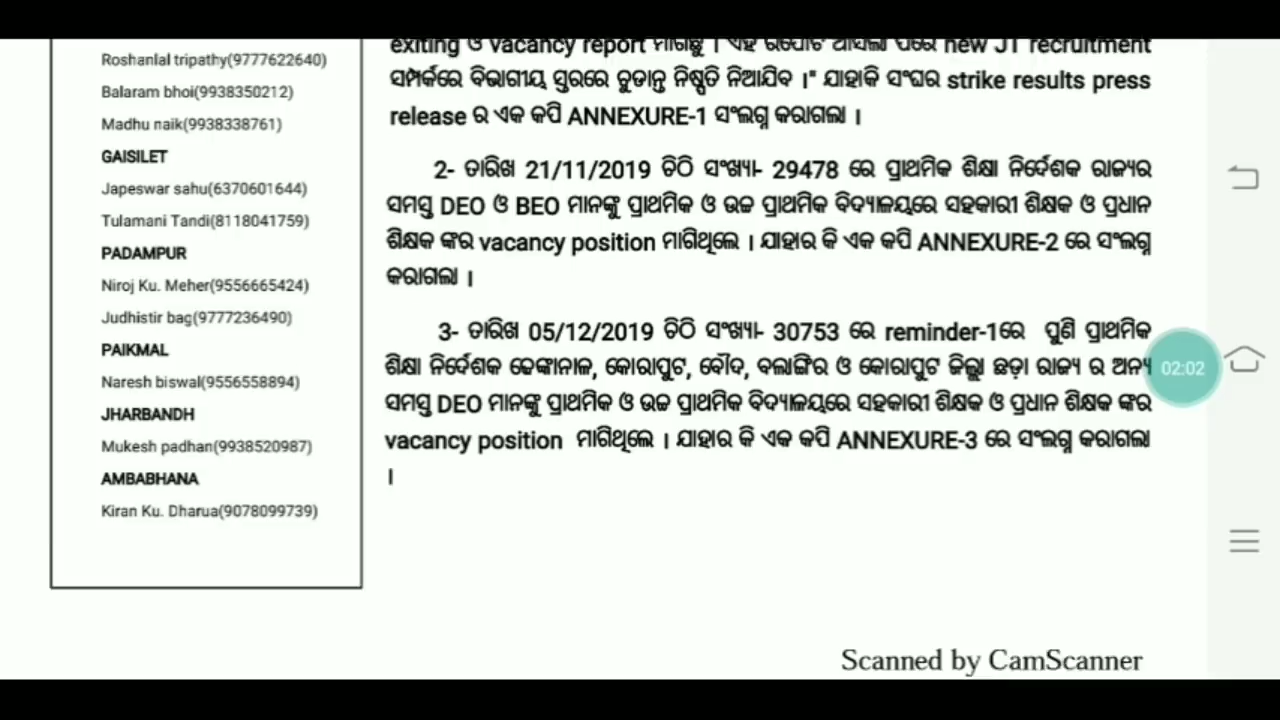 Roshanlal tripathy(9777622640)
Balaram bhoi(9938350212)
Madhu naik(9938338761)
GAISILET
Japeswar sahu(6370601644)
Tulamani Tandi(8118041759)
PADAMPUR
Niroj Ku. Meher(9556665424)
Judhistir bag(9777236490)
PAIKMAL
Naresh biswal(9556558894)
JHARBANDH
Mukesh padhan(9938520987)
AMBABHANA
Kiran Ku. Dharua(9078099739)
exiting ଓ vacancy report ମାଗିଛୁ । ଏହି ରିପୋର୍ଟ ଆସିଲା ପରେ new JT recruitment
ସମ୍ପର୍କରେ ବିଭାଗୀୟ ସ୍ତରରେ ଚୁଡାନ୍ତ ନିଷ୍ପତି ନିଆଯିବ ।" ଯାହାକି ସଂଘର strike results press
release ର ଏକ କପି ANNEXURE-1 ସଂଲଗ୍ନ କରାଗଲା ।
2- ତାରିଖ 21/11/2019 ଚିଠି ସଂଖ୍ୟା- 29478 ରେ ପ୍ରାଥମିକ ଶିକ୍ଷା ନିର୍ଦେଶକ ରାଜ୍ୟର
ସମସ୍ତ DEO ଓ BEO ମାନଙ୍କୁ ପ୍ରାଥମିକ ଓ ଉଚ୍ଚ ପ୍ରାଥମିକ ବିଦ୍ୟାଳୟରେ ସହକାରୀ ଶିକ୍ଷକ ଓ ପ୍ରଧାନ
ଶିକ୍ଷକ ଙ୍କର vacancy position ମାଗିଥିଲେ । ଯାହାର କି ଏକ କପି ANNEXURE-2 ରେ ସଂଲଗ୍ନ
କରାଗଲା ।
3- ତାରିଖ 05/12/2019 ଚିଠି ସଂଖ୍ୟା- 30753 ରେ reminder-1ରେ ପୁଣି ପ୍ରାଥମିକ
ଶିକ୍ଷା ନିର୍ଦେଶକ ଢେଙ୍କାନାଳ, କୋରାପୁଟ, ବୌଦ, ବଲାଙ୍ଗିର ଓ କୋରାପୁଟ ଜିଲ୍ଲା ଛଡ଼ା ରାଜ୍ୟ ର ଅନ୍ୟ
ସମସ୍ତ DEO ମାନଙ୍କୁ ପ୍ରାଥମିକ ଓ ଉଚ୍ଚ ପ୍ରାଥମିକ ବିଦ୍ୟାଳୟରେ ସହକାରୀ ଶିକ୍ଷକ ଓ ପ୍ରଧାନ ଶିକ୍ଷକ ଙ୍କର
vacancy position ମାଗିଥିଲେ । ଯାହାର କି ଏକ କପି ANNEXURE-3 ରେ ସଂଲଗ୍ନ କରାଗଲା
।
02:02
Scanned by CamScanner